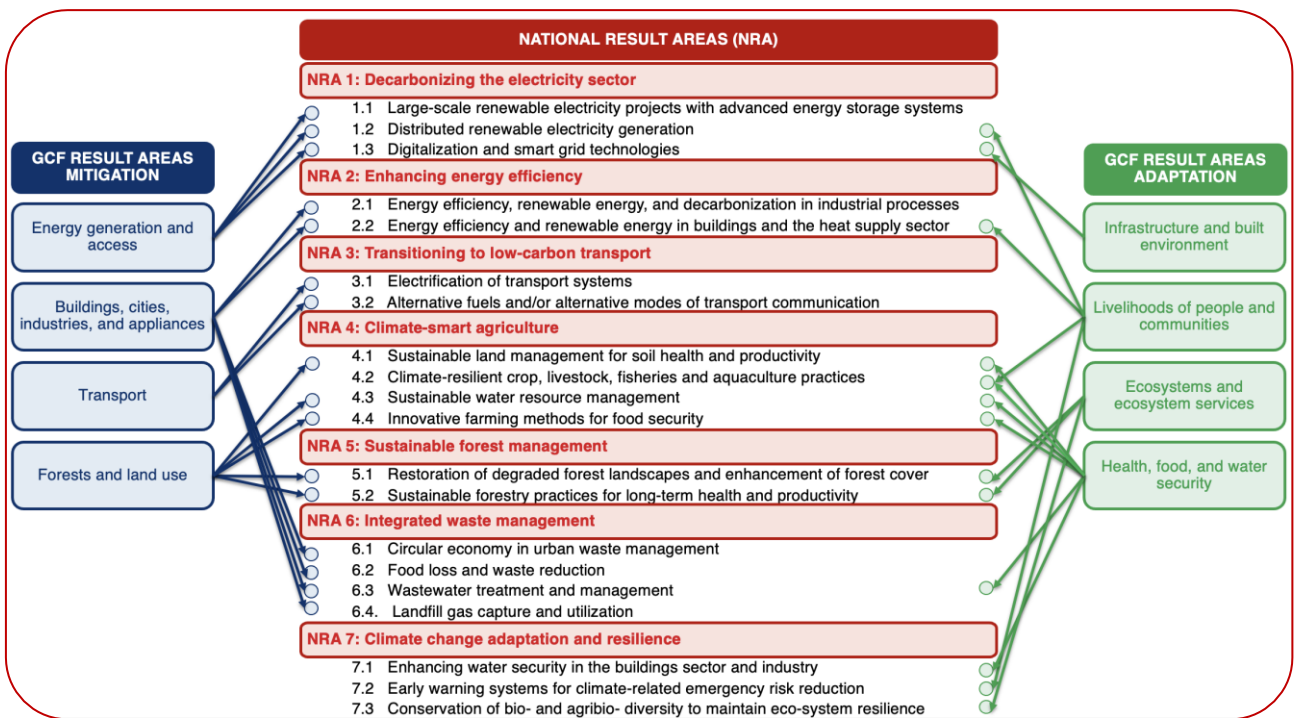 NATIONAL RESULT AREAS (NRA)
NRA 1: Decarbonizing the electricity sector
1.1 Large-scale renewable electricity projects with advanced energy storage systems
1.2 Distributed renewable electricity generation
1.3 Digitalization and smart grid technologies
NRA 2: Enhancing energy efficiency
2.1 Energy efficiency, renewable energy, and decarbonization in industrial processes
2.2 Energy efficiency and renewable energy in buildings and the heat supply sector
NRA 3: Transitioning to low-carbon transport
3.1 Electrification of transport systems
3.2 Alternative fuels and/or alternative modes of transport communication
NRA 4: Climate-smart agriculture
4.1 Sustainable land management for soil health and productivity
4.2 Climate-resilient crop, livestock, fisheries and aquaculture practices
4.3 Sustainable water resource management
4.4 Innovative farming methods for food security
NRA 5: Sustainable forest management
5.1 Restoration of degraded forest landscapes and enhancement of forest cover
5.2 Sustainable forestry practices for long-term health and productivity
NRA 6: Integrated waste management
6.1 Circular economy in urban waste management
6.2 Food loss and waste reduction
6.3 Wastewater treatment and management
6.4. Landfill gas capture and utilization
NRA 7: Climate change adaptation and resilience
7.1 Enhancing water security in the buildings sector and industry
7.2 Early warning systems for climate-related emergency risk reduction
7.3 Conservation of bio- and agribio- diversity to maintain eco-system resilience
GCF RESULT AREAS
MITIGATION
Energy generation and
access
Buildings, cities,
industries, and appliances
Transport
Forests and land use
GCF RESULT AREAS
ADAPTATION
Infrastructure and built
environment
Livelihoods of people and
communities
Ecosystems and
ecosystem services
Health, food, and water
security